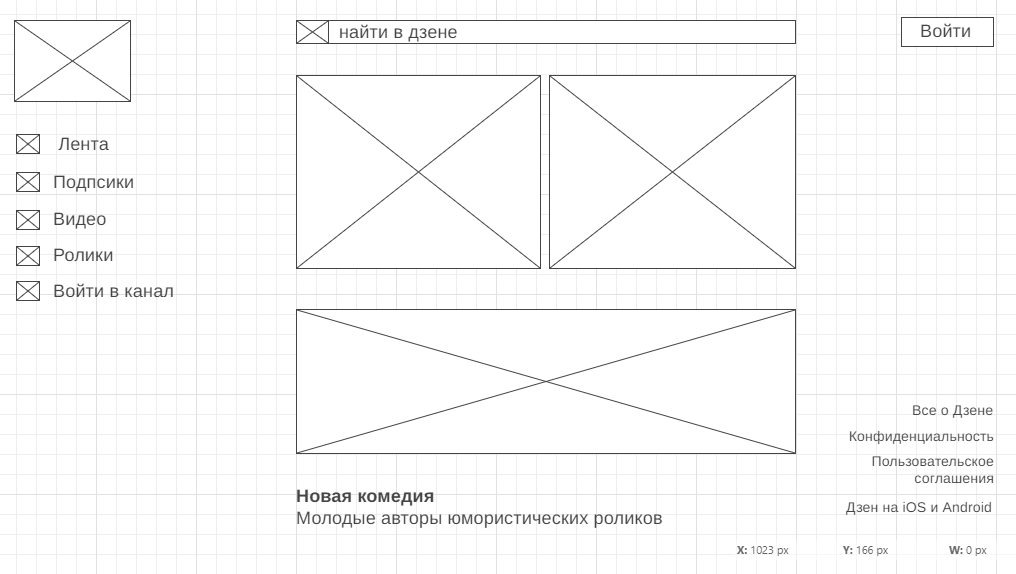 найти в дзене
Войти
Лента
Подпсики
Видео
Ролики
Войти в канал
Все о Дзене
Конфиденциальность
Пользовательское
соглашения
Дзен на iOS и Android
Новая комедия
Молодые авторы юмористических роликов
X: 1023 px Y: 166 px W: 0 px